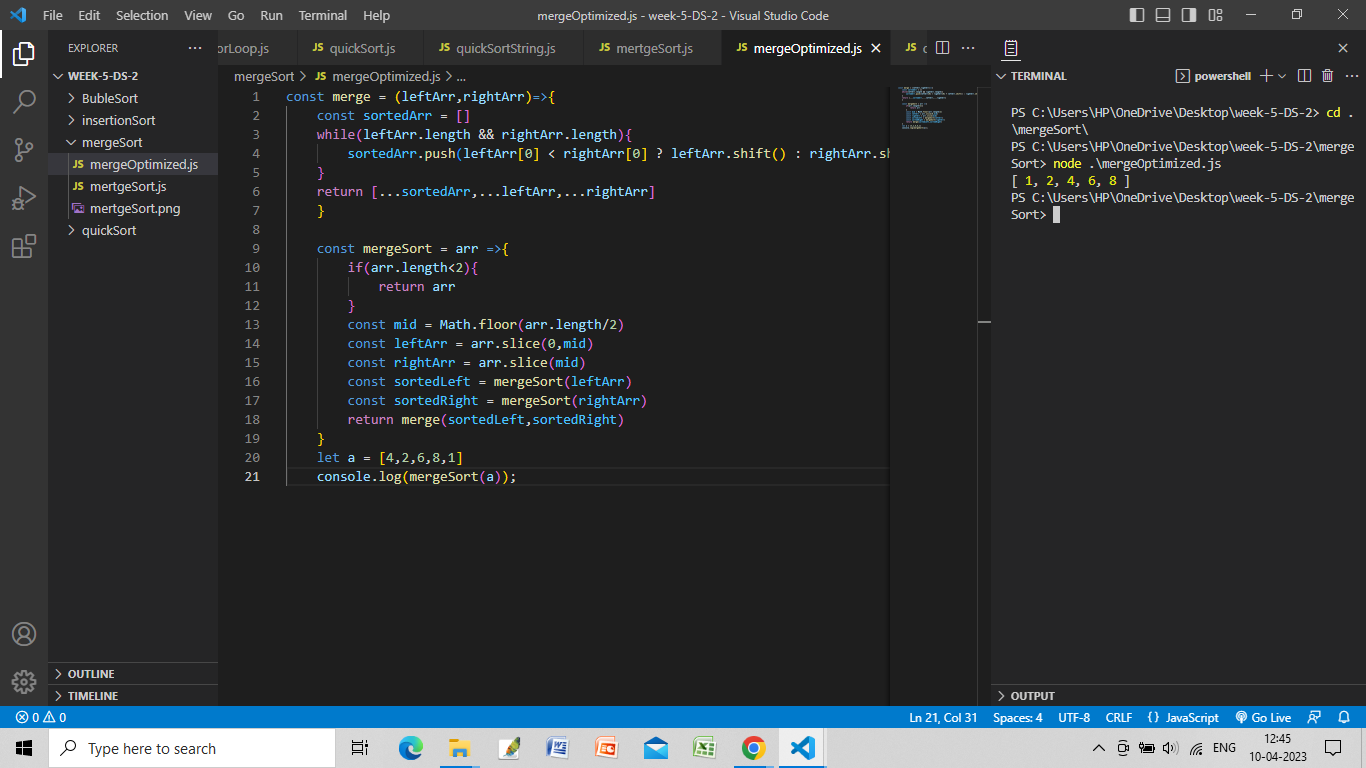 File Edit Selection View Go Run Terminal Help
mergeOptimized.js - week-5-DS-2 - Visual Studio Code
EXPLORER ···
orLoop.js
JS quickSort.js
JS quickSortString.js
JS mertgeSort.js
JS mergeOptimized.js
JS
WEEK-5-DS-2
BubleSort
insertionSort
mergeSort
JS mergeOptimized.js
JS mertgeSort.js
mertgeSort.png
quickSort
OUTLINE
TIMELINE
mergeSort > JS mergeOptimized.js > ...
1 const merge = (leftArr,rightArr)=>{
2 const sortedArr = []
3 while(leftArr.length && rightArr.length){
4 sortedArr.push(leftArr[0] < rightArr[0] ? leftArr.shift() : rightArr.sh
5 }
6 return [...sortedArr,...leftArr,...rightArr]
7 }
8
9 const mergeSort = arr =>{
10 if(arr.length<2){
11 return arr
12 }
13 const mid = Math.floor(arr.length/2)
14 const leftArr = arr.slice(0,mid)
15 const rightArr = arr.slice(mid)
16 const sortedLeft = mergeSort(leftArr)
17 const sortedRight = mergeSort(rightArr)
18 return merge(sortedLeft,sortedRight)
19 }
20 let a = [4,2,6,8,1]
21 console.log(mergeSort(a));
TERMINAL
powershell
PS C:\Users\HP\OneDrive\Desktop\week-5-DS-2> cd .
\mergeSort\
PS C:\Users\HP\OneDrive\Desktop\week-5-DS-2\merge
Sort> node .\mergeOptimized.js
[ 1, 2, 4, 6, 8 ]
PS C:\Users\HP\OneDrive\Desktop\week-5-DS-2\merge
Sort>
OUTPUT
0 0
Ln 21, Col 31 Spaces: 4 UTF-8 CRLF {} JavaScript Go Live
Type here to search
ENG
12:45
10-04-2023